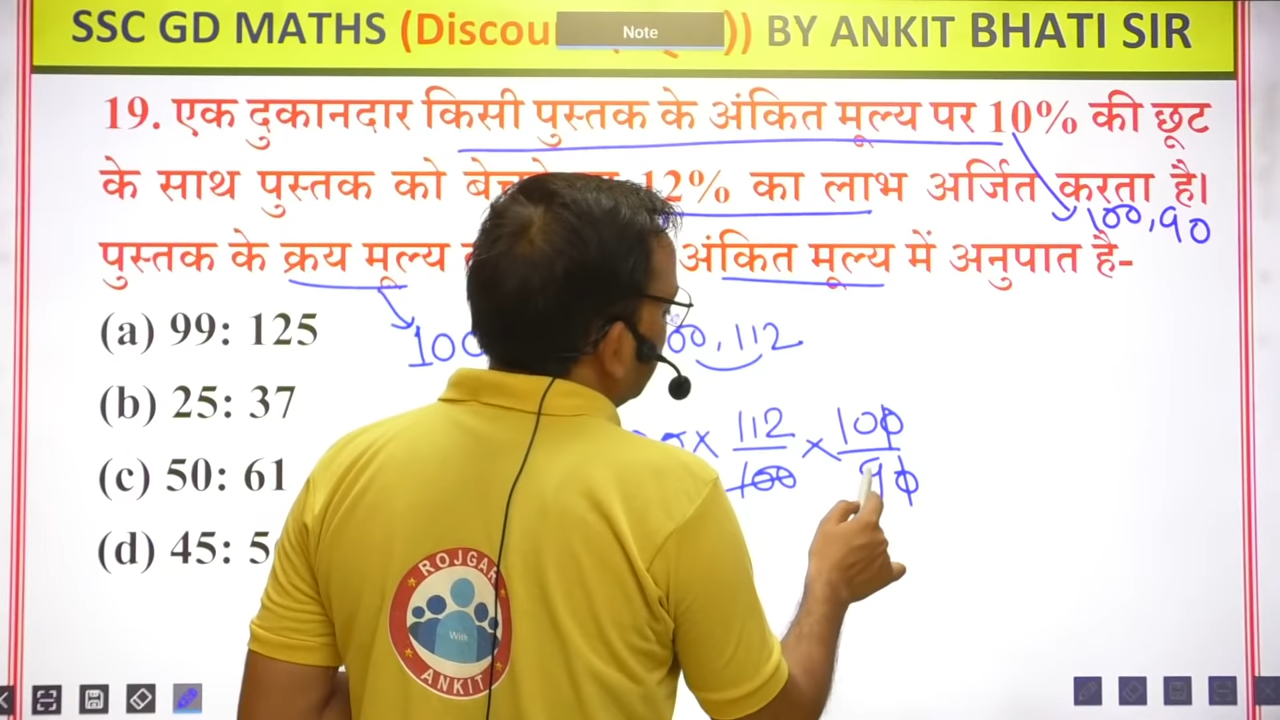 SSC GD MATHS (Discou )) BY ANKIT BHATI SIR
Note
19. एक दुकानदार किसी पुस्तक के अंकित मूल्य पर 10% की छूट
के साथ पुस्तक को 12% का लाभ अर्जित करता है।
100,90
पुस्तक के क्रय मूल्य अंकित मूल्य में अनुपात है-
(a) 99: 125
100 00,112
(b) 25: 37
× 112/100 × 100/90
(c) 50: 61
(d) 45: 5
ROJGAR
With
ANKIT